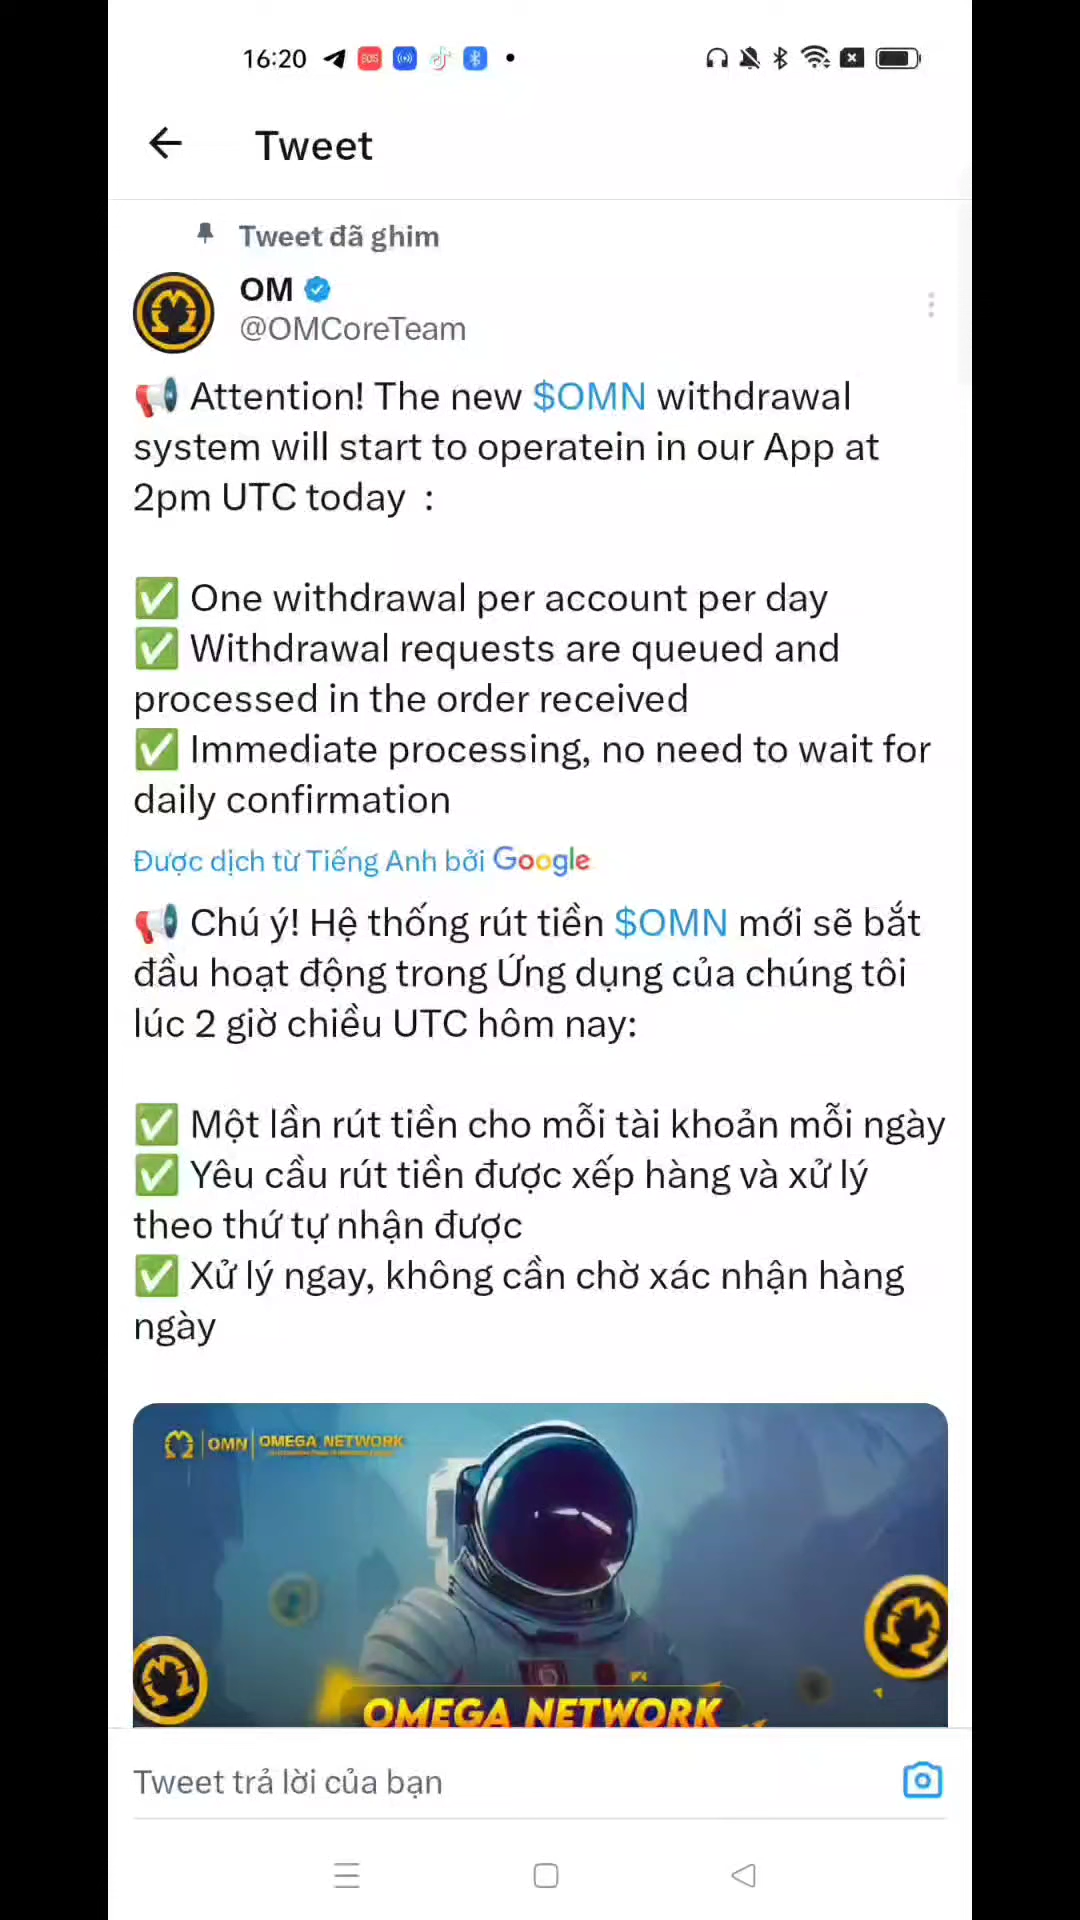 16:20
Tweet
Tweet đã ghim
OM
@OMCoreTeam
📢 Attention! The new $OMN withdrawal
system will start to operatein in our App at
2pm UTC today :
✅ One withdrawal per account per day
✅ Withdrawal requests are queued and
processed in the order received
✅ Immediate processing, no need to wait for
daily confirmation
Được dịch từ Tiếng Anh bởi Google
📢 Chú ý! Hệ thống rút tiền $OMN mới sẽ bắt
đầu hoạt động trong Ứng dụng của chúng tôi
lúc 2 giờ chiều UTC hôm nay:
✅ Một lần rút tiền cho mỗi tài khoản mỗi ngày
✅ Yêu cầu rút tiền được xếp hàng và xử lý
theo thứ tự nhận được
✅ Xử lý ngay, không cần chờ xác nhận hàng
ngày
OMN OMEGA NETWORK
OMEGA NETWORK
Tweet trả lời của bạn